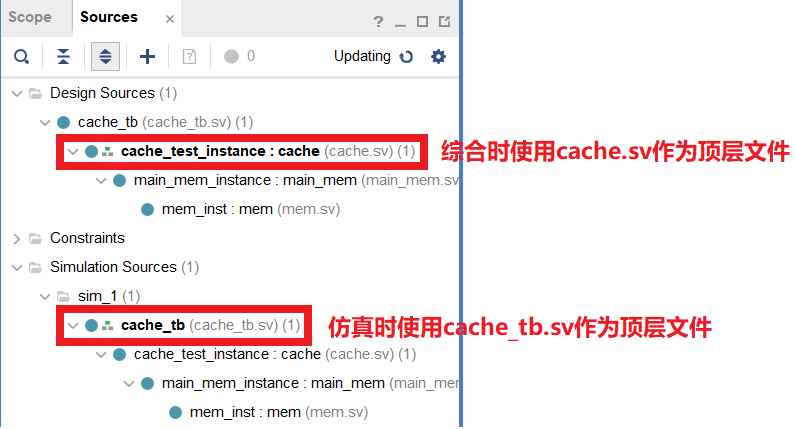 Scope
Sources
×
?
0
Updating
Design Sources (1)
cache_tb (cache_tb.sv) (1)
cache_test_instance : cache (cache.sv) (1)
综合时使用cache.sv作为顶层文件
main_mem_instance : main_mem (main_mem.sv
mem_inst : mem (mem.sv)
Constraints
Simulation Sources (1)
sim_1 (1)
cache_tb (cache_tb.sv) (1)
仿真时使用cache_tb.sv作为顶层文件
cache_test_instance : cache (cache.sv) (1)
main_mem_instance : main_mem (main_mem
mem_inst : mem (mem.sv)